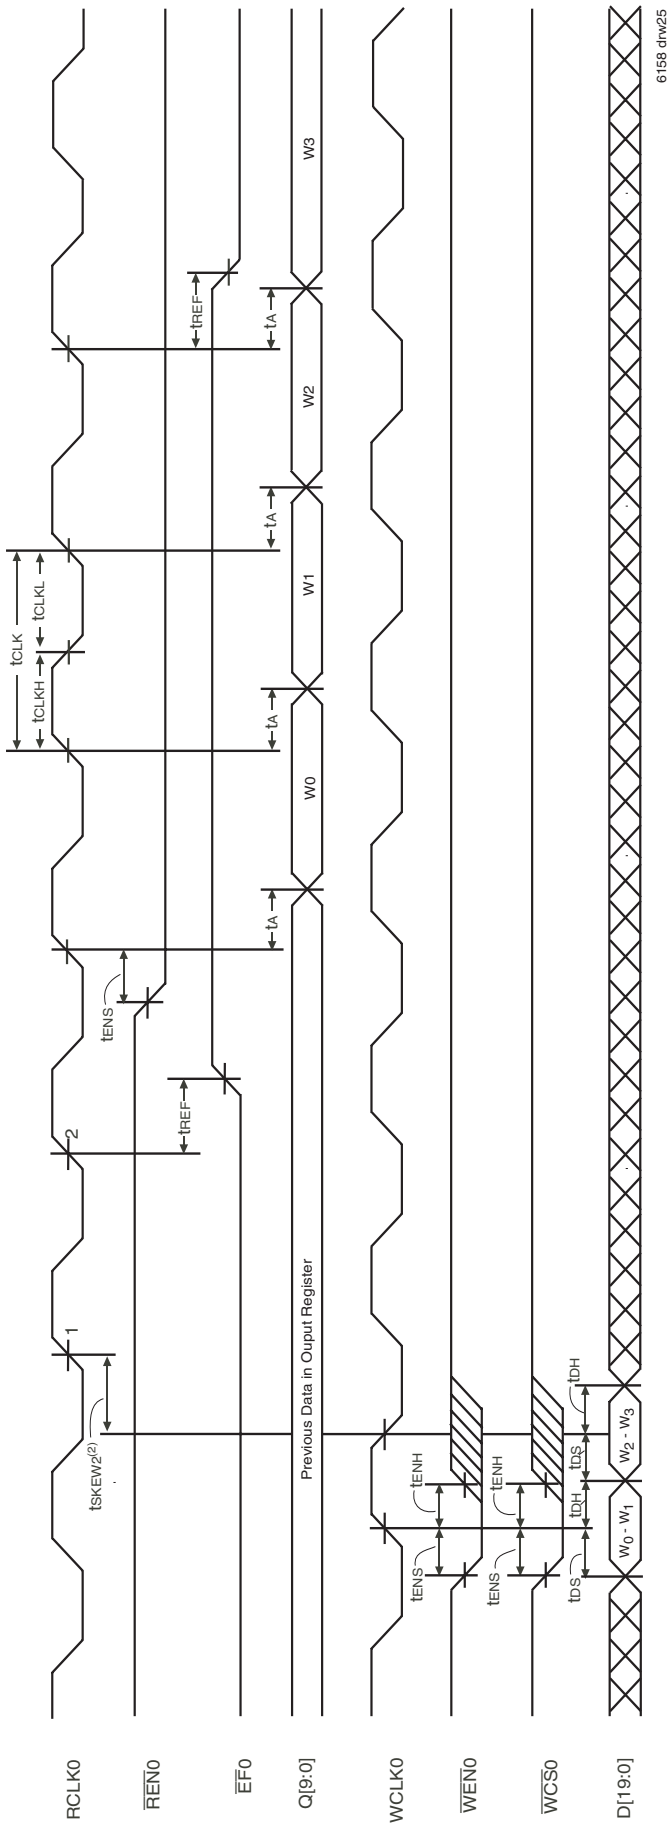 RCLK0
tSKEW2(2)
1
2
tENS
tCLK
tCLKH
tCLKL
REN0
EF0
tREF
tREF
Q[9:0]
Previous Data in Ouput Register
tA
W0
tA
W1
tA
W2
tA
W3
WCLK0
WEN0
tENS
tENH
WCS0
tENS
tENH
D[19:0]
tDS
tDH
tDS
tDH
W0 - W1
W2 - W3
6158 drw25